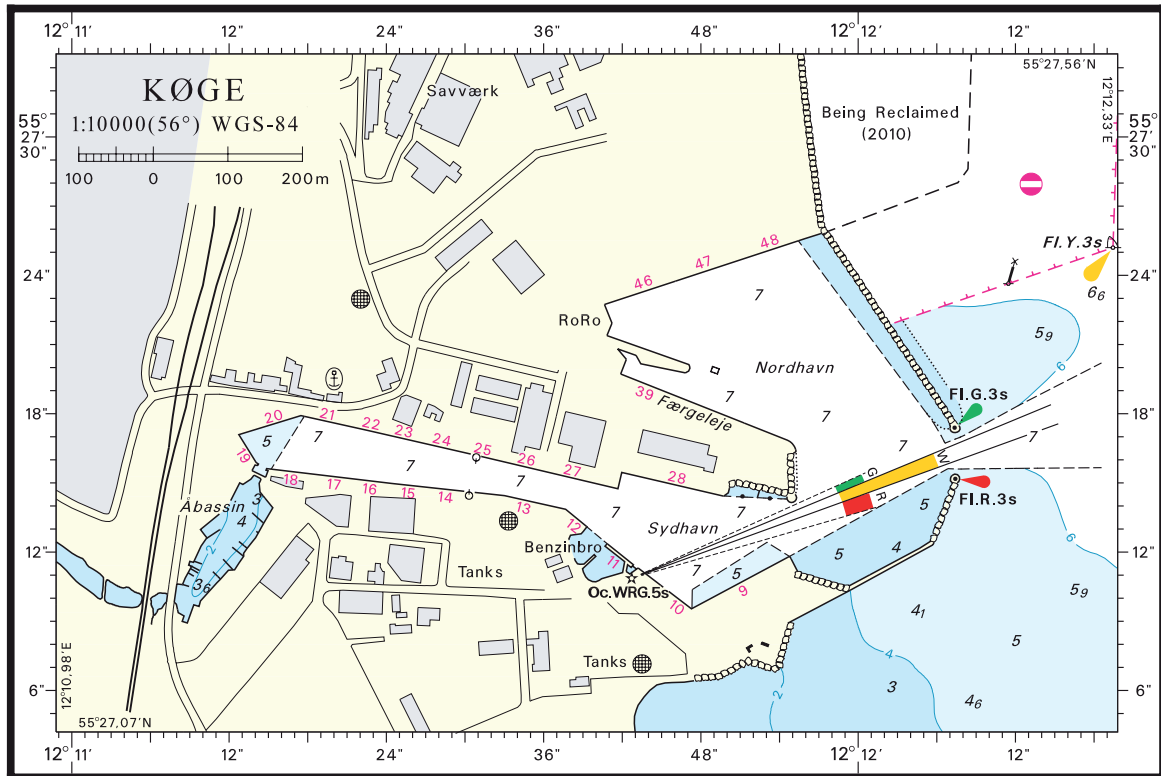 12° 11' 12" 24" 36" 48" 12° 12' 12"
KØGE
1:10000(56°) WGS-84
100 0 100 200m
Savværk
Being Reclaimed
(2010)
55°27,56'N
12°12,33'E
55°
27'
30"
55°
27'
30"
Fl.Y.3s
6₆
24"
24"
46 47 48
7
RoRo
Nordhavn
5₉
6
7
39
Færgeleje
7
Fl.G.3s
18"
18"
20 21 22 23 24 25 26 27 28
5 7 7 7
19
18 17 16 15 14 13
7
7
G W R
7
Fl.R.3s
Åbassin
3
4
2
3₆
12
7
Sydhavn
7
5
12"
12"
Benzinbro
11
Tanks
Oc.WRG.5s
10
7
5
9
5
4
6
5₉
4₁
5
4
3
2
4₆
Tanks
6"
6"
12°10,98'E
55°27,07'N
12° 11' 12" 24" 36" 48" 12° 12' 12"